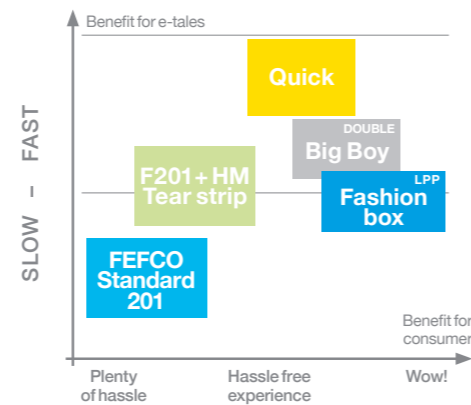 Benefit for e-tales
SLOW – FAST
Quick
DOUBLE
Big Boy
F201 + HM
Tear strip
LPP
Fashion
box
FEFCO
Standard
201
Benefit for
consumer
Plenty
of hassle
Hassle free
experience
Wow!